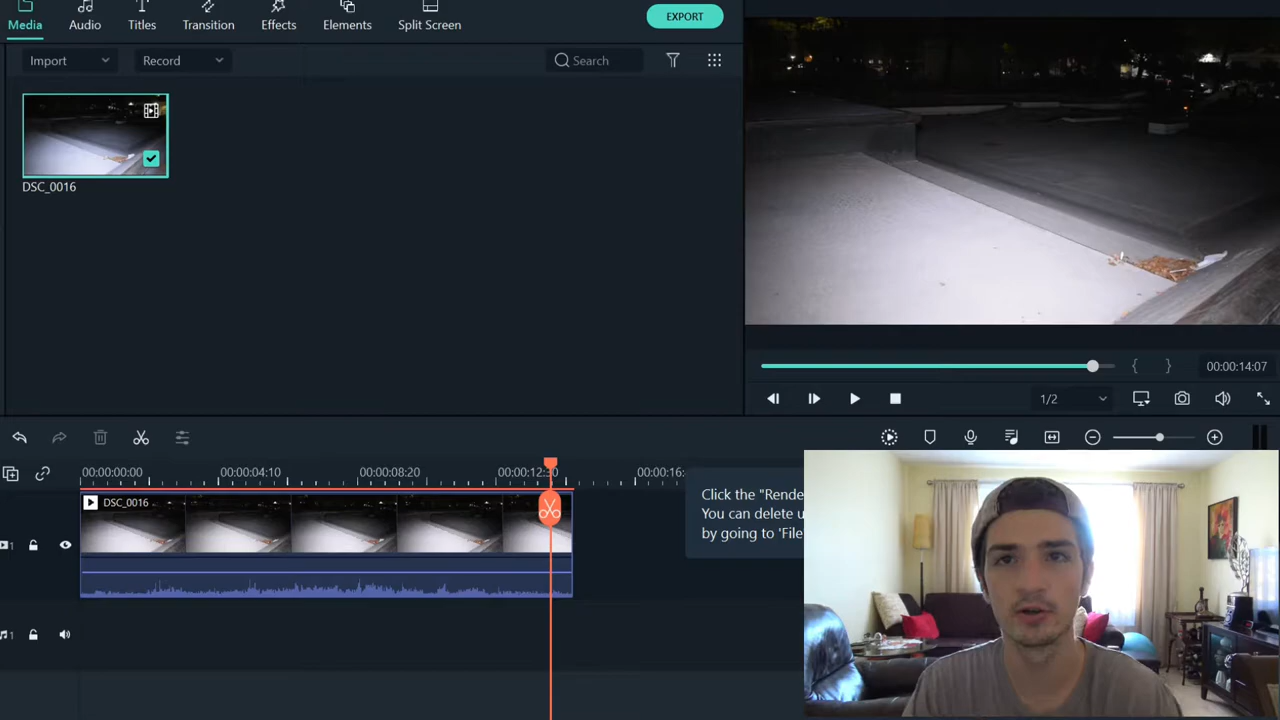 Media Audio Titles Transition Effects Elements Split Screen EXPORT
Import Record Search
DSC_0016
00:00:14:07
1/2
00:00:00:00 00:00:04:10 00:00:08:20 00:00:12:30 00:00:16:
Click the "Rende
You can delete u
by going to 'File
DSC_0016
1
1